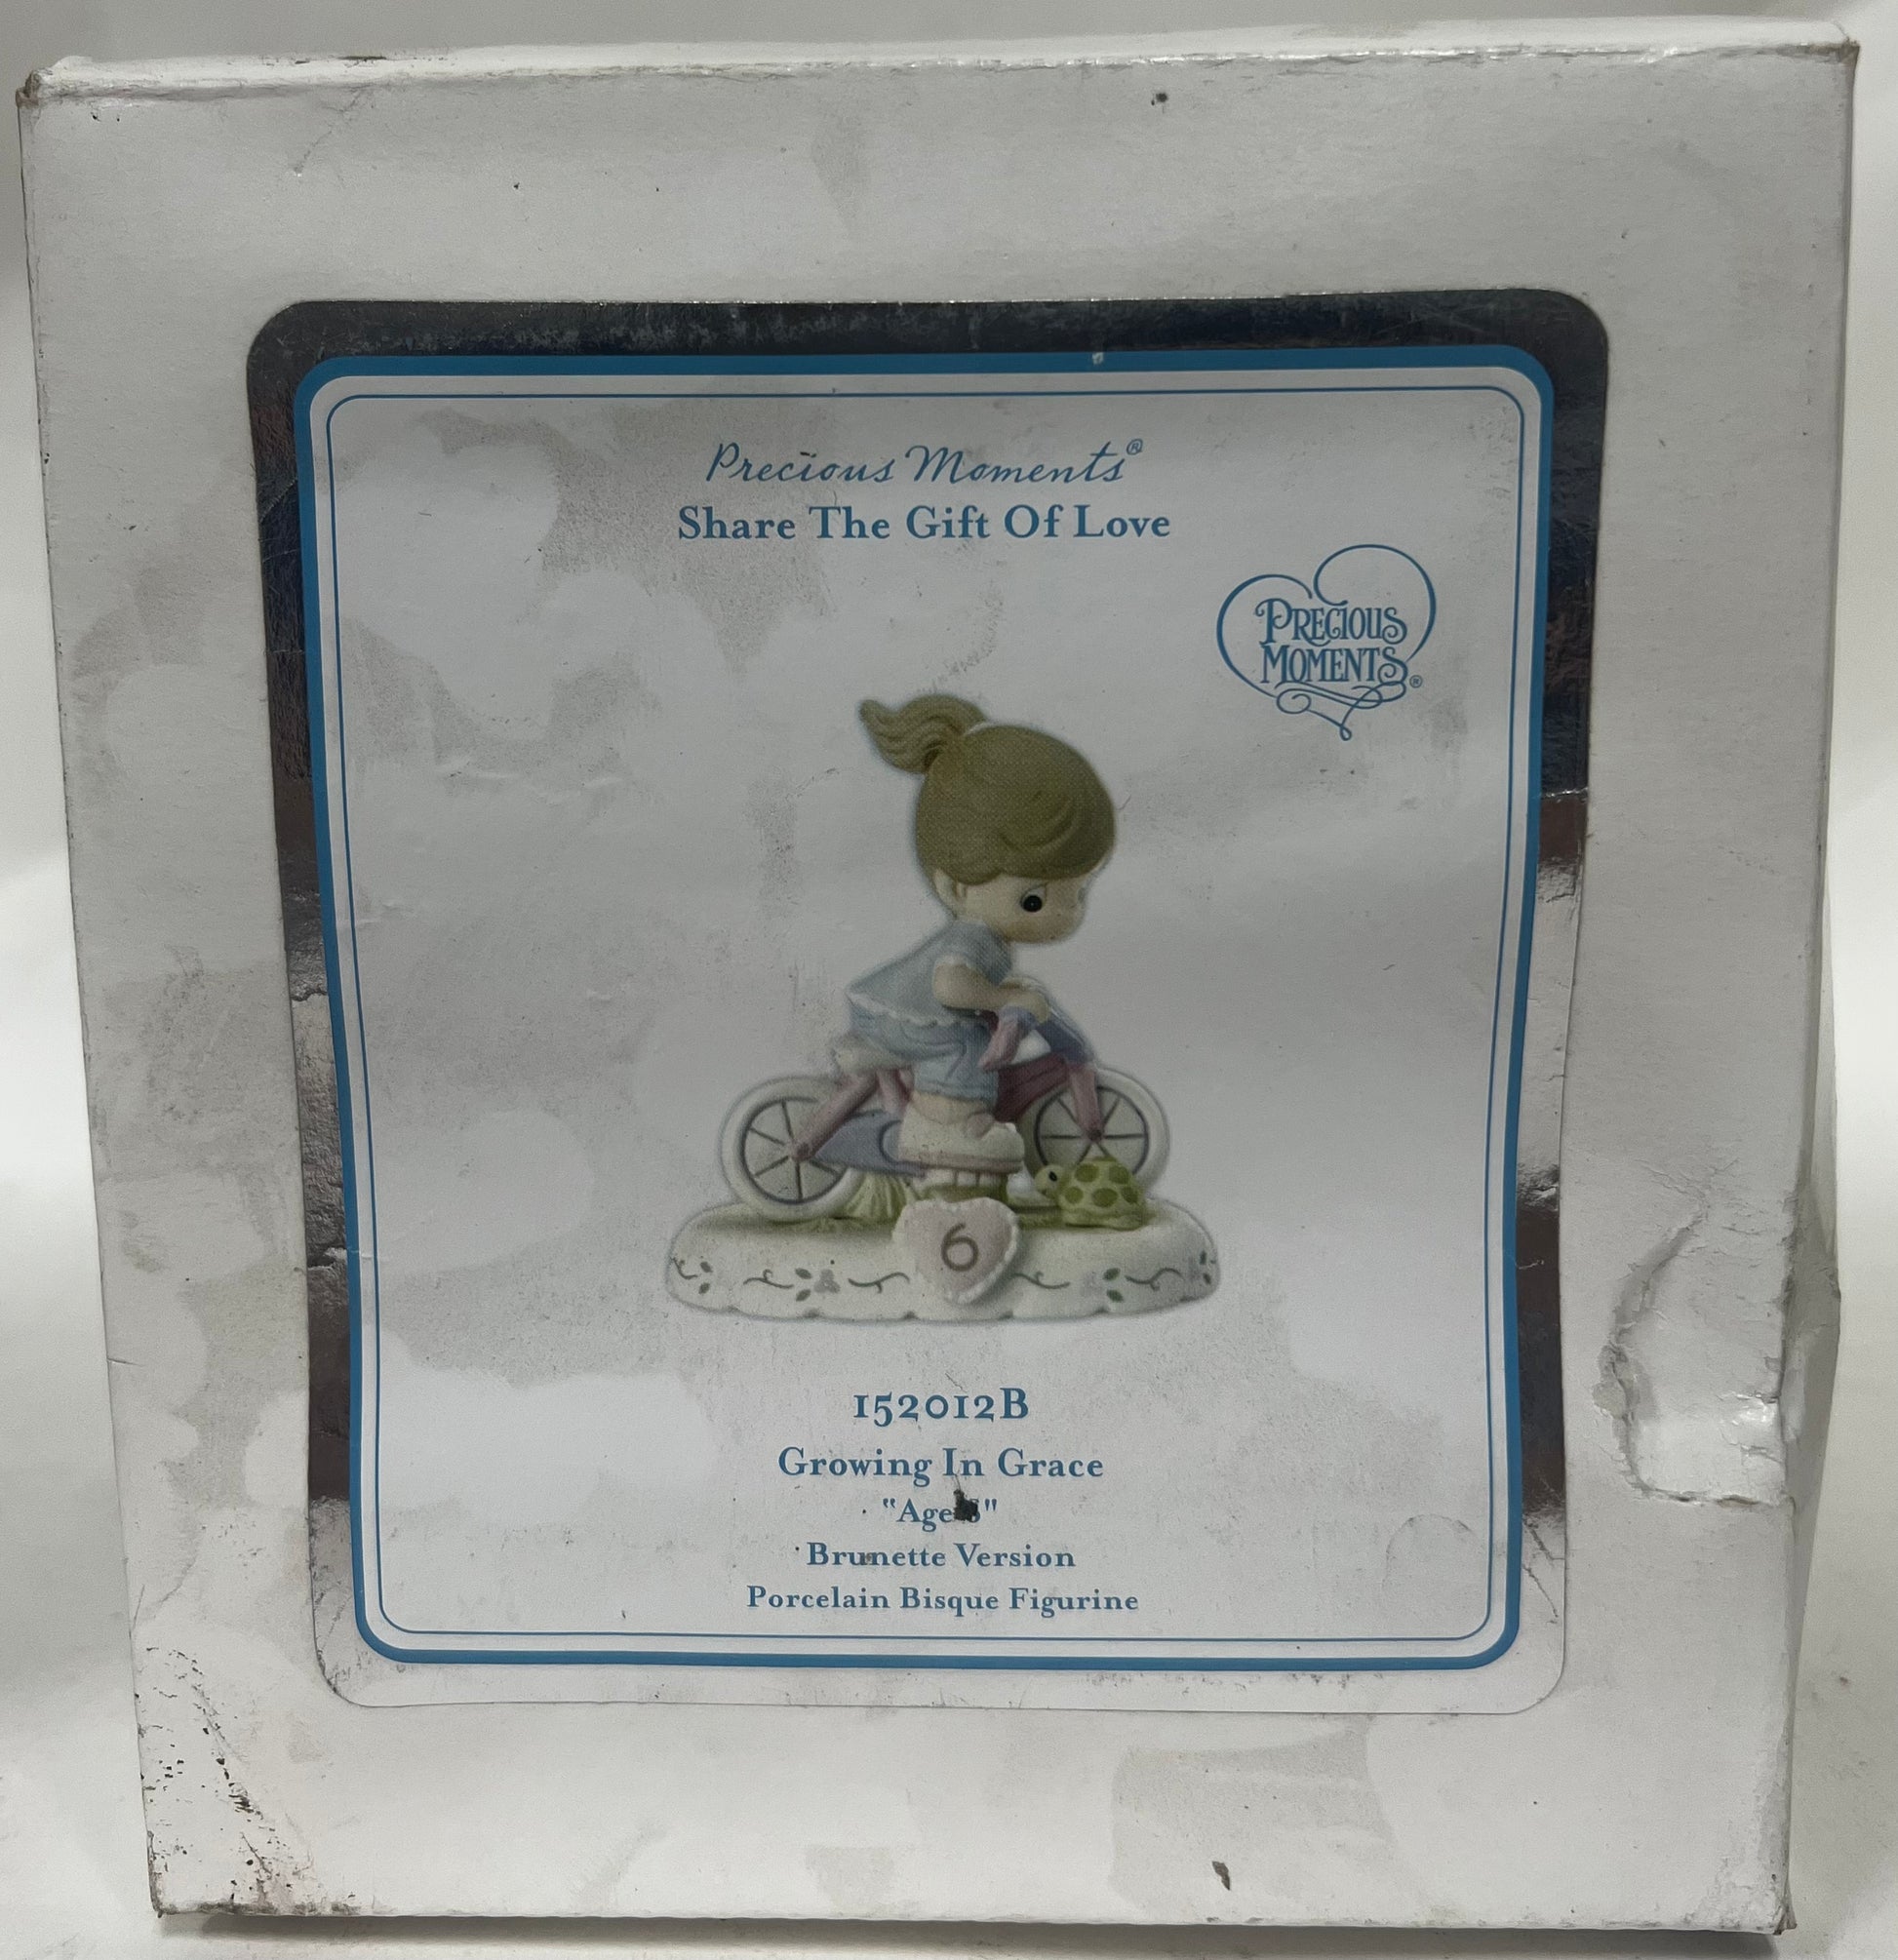 Precious Moments®
Share The Gift Of Love
PRECIOUS
MOMENTS®
6
152012B
Growing In Grace
"Age
Brunette Version
Porcelain Bisque Figurine